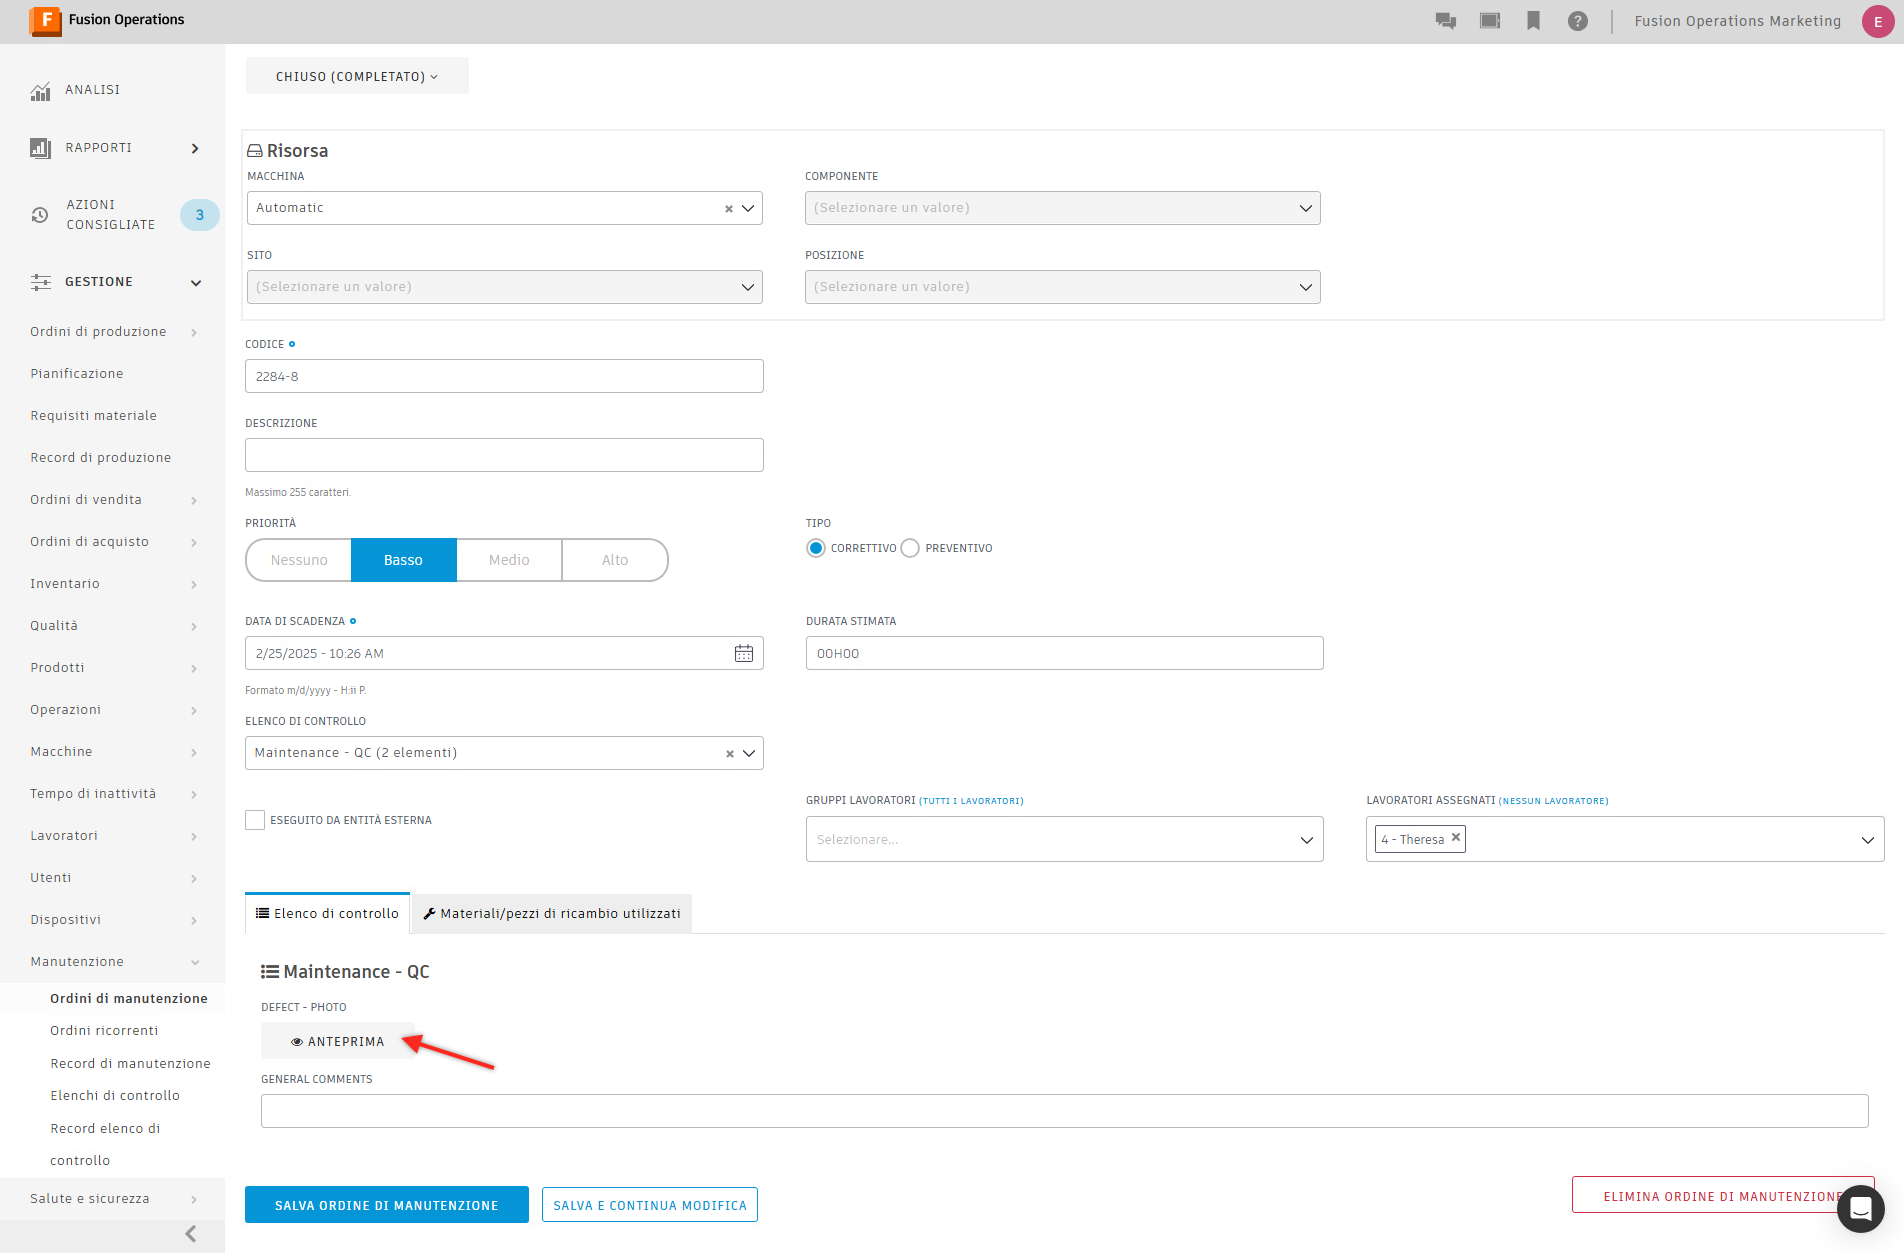 F Fusion Operations
Fusion Operations Marketing
E
ANALISI
RAPPORTI
AZIONI
CONSIGLIATE
3
GESTIONE
Ordini di produzione
Pianificazione
Requisiti materiale
Record di produzione
Ordini di vendita
Ordini di acquisto
Inventario
Qualità
Prodotti
Operazioni
Macchine
Tempo di inattività
Lavoratori
Utenti
Dispositivi
Manutenzione
Ordini di manutenzione
Ordini ricorrenti
Record di manutenzione
Elenchi di controllo
Record elenco di
controllo
Salute e sicurezza
CHIUSO (COMPLETATO)
Risorsa
MACCHINA
Automatic
COMPONENTE
(Selezionare un valore)
SITO
(Selezionare un valore)
POSIZIONE
(Selezionare un valore)
CODICE
2284-8
DESCRIZIONE
Massimo 255 caratteri.
PRIORITÀ
Nessuno Basso Medio Alto
TIPO
CORRETTIVO PREVENTIVO
DATA DI SCADENZA
2/25/2025 - 10:26 AM
Formato m/d/yyyy - H:ii P.
DURATA STIMATA
00H00
ELENCO DI CONTROLLO
Maintenance - QC (2 elementi)
ESEGUITO DA ENTITÀ ESTERNA
GRUPPI LAVORATORI (TUTTI I LAVORATORI)
Selezionare...
LAVORATORI ASSEGNATI (NESSUN LAVORATORE)
4 - Theresa
Elenco di controllo
Materiali/pezzi di ricambio utilizzati
Maintenance - QC
DEFECT - PHOTO
ANTEPRIMA
GENERAL COMMENTS
SALVA ORDINE DI MANUTENZIONE
SALVA E CONTINUA MODIFICA
ELIMINA ORDINE DI MANUTENZIONE